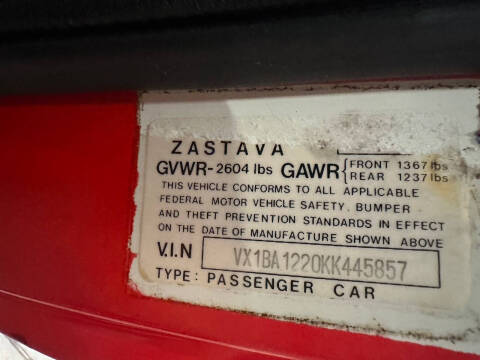 ZASTAVA
GVWR-2604 lbs GAWR { FRONT 1367 lbs
REAR 1237 lbs
THIS VEHICLE CONFORMS TO ALL APPLICABLE
FEDERAL MOTOR VEHICLE SAFETY, BUMPER
AND THEFT PREVENTION STANDARDS IN EFFECT
ON THE DATE OF MANUFACTURE SHOWN ABOVE
V.I.N VX1BA1220KK445857
TYPE: PASSENGER CAR